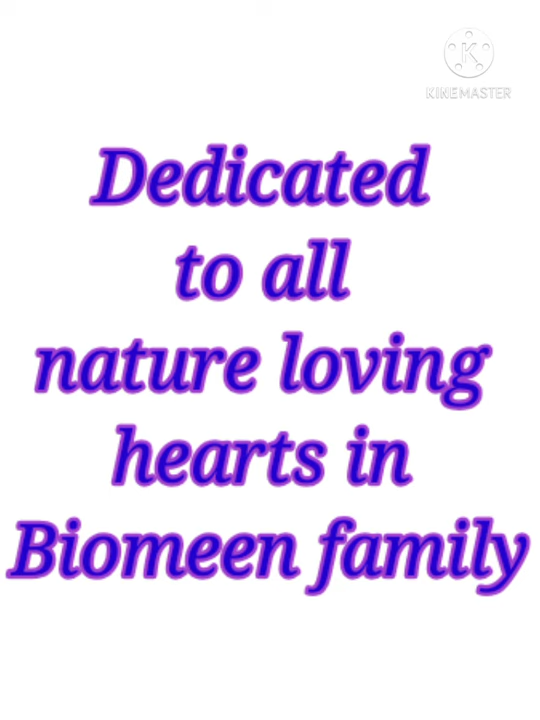 KINEMASTER
Dedicated
to all
nature loving
hearts in
Biomeen family